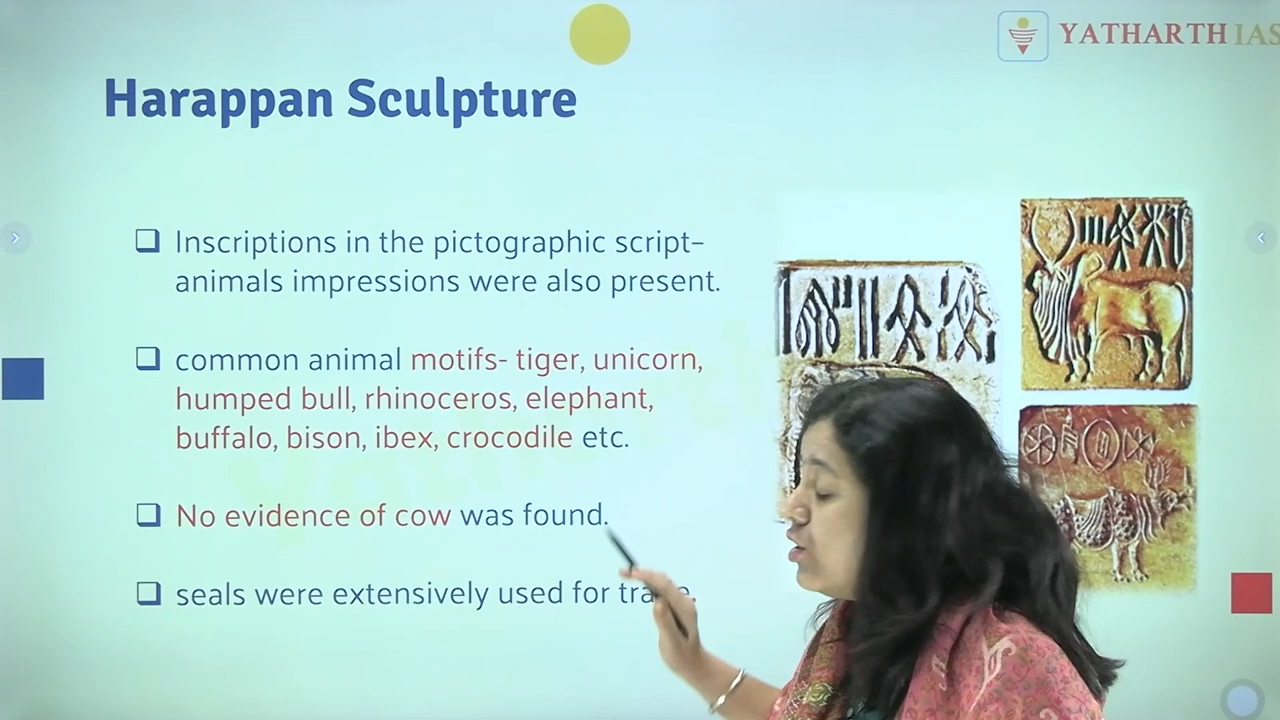 YATHARTH IAS
Harappan Sculpture
Inscriptions in the pictographic script–
animals impressions were also present.
common animal motifs- tiger, unicorn,
humped bull, rhinoceros, elephant,
buffalo, bison, ibex, crocodile etc.
No evidence of cow was found.
seals were extensively used for